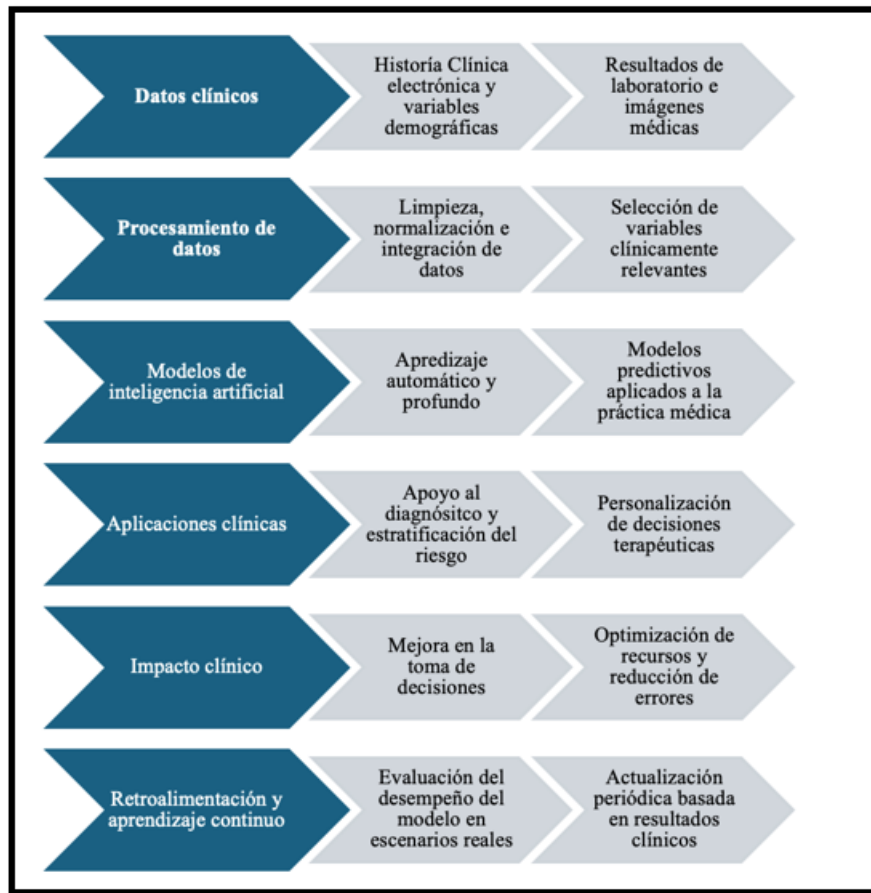 Datos clínicos
Historía Clínica
electrónica y
variables
demográficas
Resultados de
laboratorio e
imágenes
médicas
Procesamiento de
datos
Limpieza,
normalización e
integración de
datos
Selección de
variables
clínicamente
relevantes
Modelos de
inteligencia artificial
Apredizaje
automático y
profundo
Modelos
predictivos
aplicados a la
práctica médica
Aplicaciones clínicas
Apoyo al
diagnósitco y
estratificación del
riesgo
Personalización
de decisiones
terapéuticas
Impacto clínico
Mejora en la
toma de
decisiones
Optimización de
recursos y
reducción de
errores
Retroalimentación y
aprendizaje continuo
Evaluación del
desempeño del
modelo en
escenarios reales
Actualización
periódica basada
en resultados
clínicos